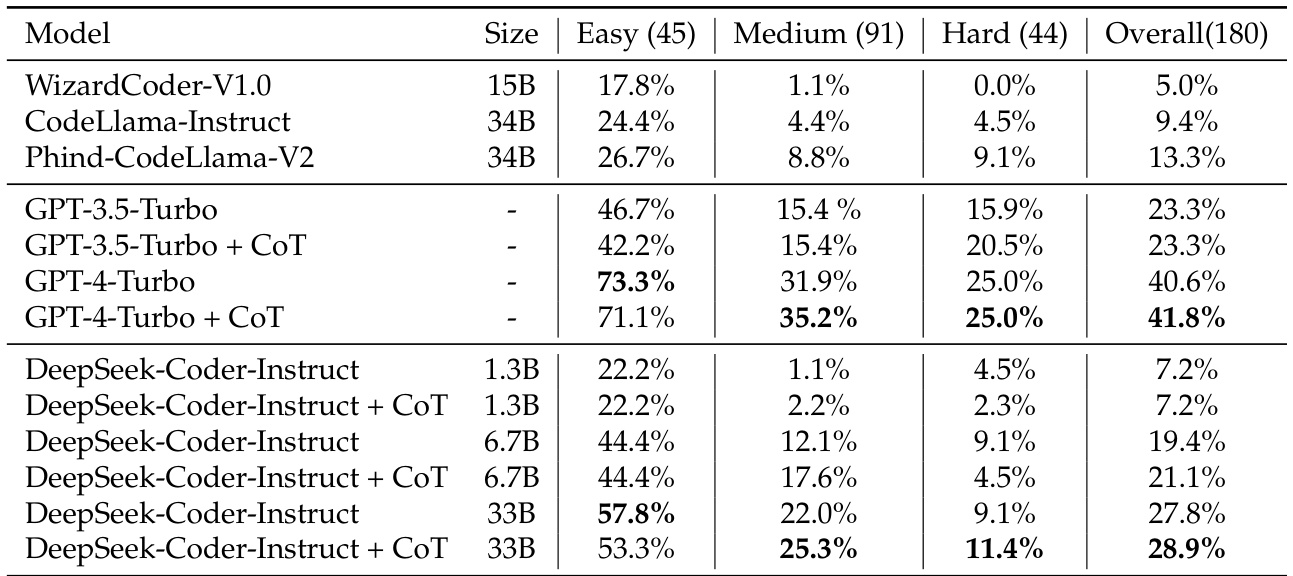 Model Size Easy (45) Medium (91) Hard (44) Overall(180)
WizardCoder-V1.0 15B 17.8% 1.1% 0.0% 5.0%
CodeLlama-Instruct 34B 24.4% 4.4% 4.5% 9.4%
Phind-CodeLlama-V2 34B 26.7% 8.8% 9.1% 13.3%
GPT-3.5-Turbo - 46.7% 15.4 % 15.9% 23.3%
GPT-3.5-Turbo + CoT - 42.2% 15.4% 20.5% 23.3%
GPT-4-Turbo - 73.3% 31.9% 25.0% 40.6%
GPT-4-Turbo + CoT - 71.1% 35.2% 25.0% 41.8%
DeepSeek-Coder-Instruct 1.3B 22.2% 1.1% 4.5% 7.2%
DeepSeek-Coder-Instruct + CoT 1.3B 22.2% 2.2% 2.3% 7.2%
DeepSeek-Coder-Instruct 6.7B 44.4% 12.1% 9.1% 19.4%
DeepSeek-Coder-Instruct + CoT 6.7B 44.4% 17.6% 4.5% 21.1%
DeepSeek-Coder-Instruct 33B 57.8% 22.0% 9.1% 27.8%
DeepSeek-Coder-Instruct + CoT 33B 53.3% 25.3% 11.4% 28.9%